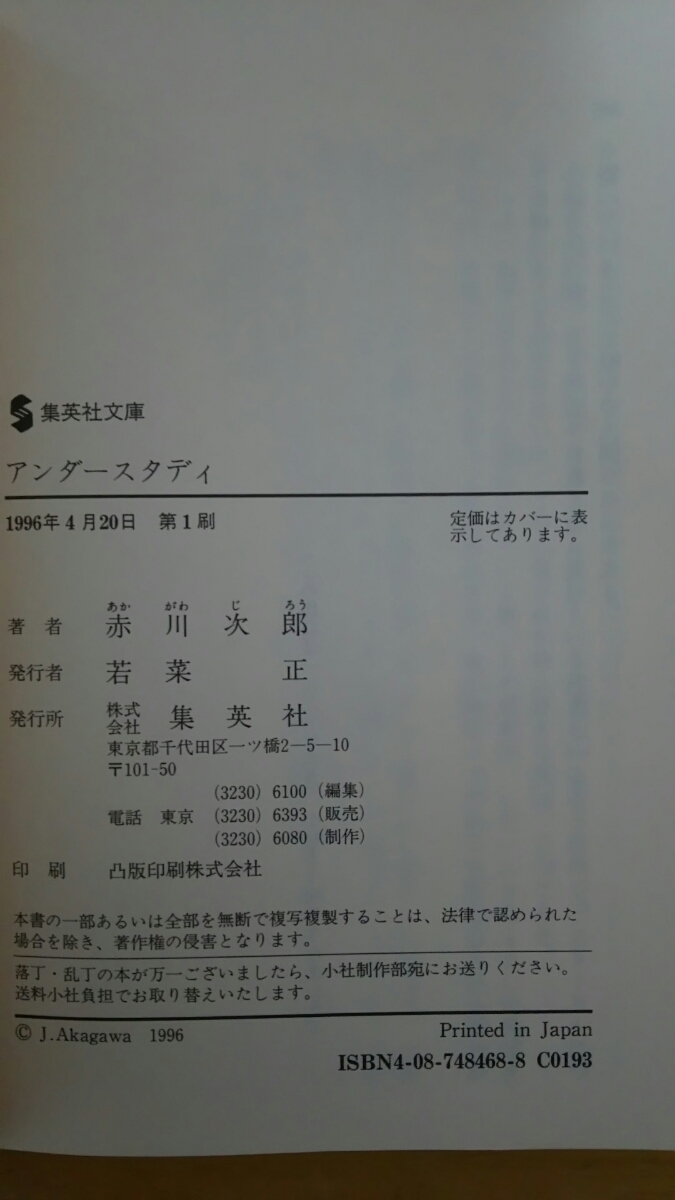 集英社文庫
アンダースタディ
1996年4月20日 第1刷
定価はカバーに表
示してあります。
あか がわ じ ろう
著者 赤川次郎
発行者 若菜 正
発行所 株式会社 集英社
東京都千代田区一ツ橋2—5—10
〒101-50
(3230) 6100 (編集)
電話 東京 (3230) 6393 (販売)
(3230) 6080 (制作)
印刷 凸版印刷株式会社
本書の一部あるいは全部を無断で複写複製することは、法律で認められた
場合を除き、著作権の侵害となります。
落丁・乱丁の本が万一ございましたら、小社制作部宛にお送りください。
送料小社負担でお取り替えいたします。
© J.Akagawa 1996
Printed in Japan
ISBN4-08-748468-8 C0193